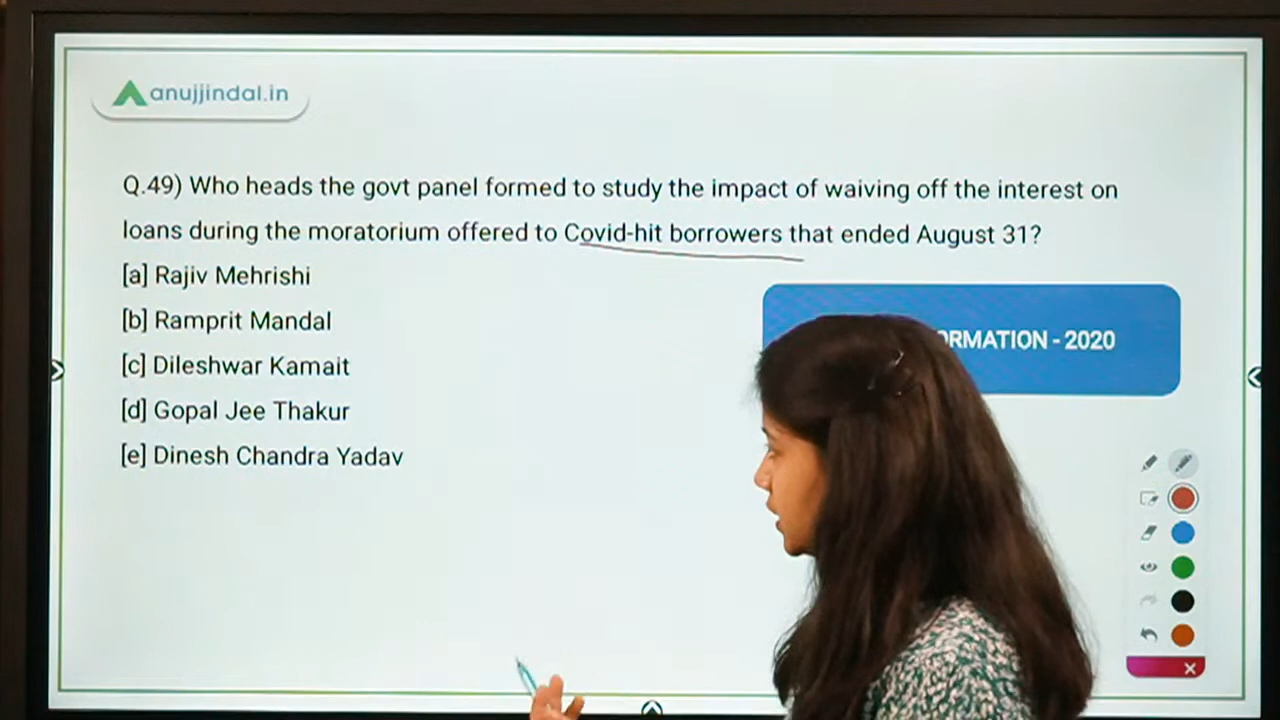 anujjindal.in
Q.49) Who heads the govt panel formed to study the impact of waiving off the interest on
loans during the moratorium offered to Covid-hit borrowers that ended August 31?
[a] Rajiv Mehrishi
[b] Ramprit Mandal
[c] Dileshwar Kamait
[d] Gopal Jee Thakur
[e] Dinesh Chandra Yadav
- 2020